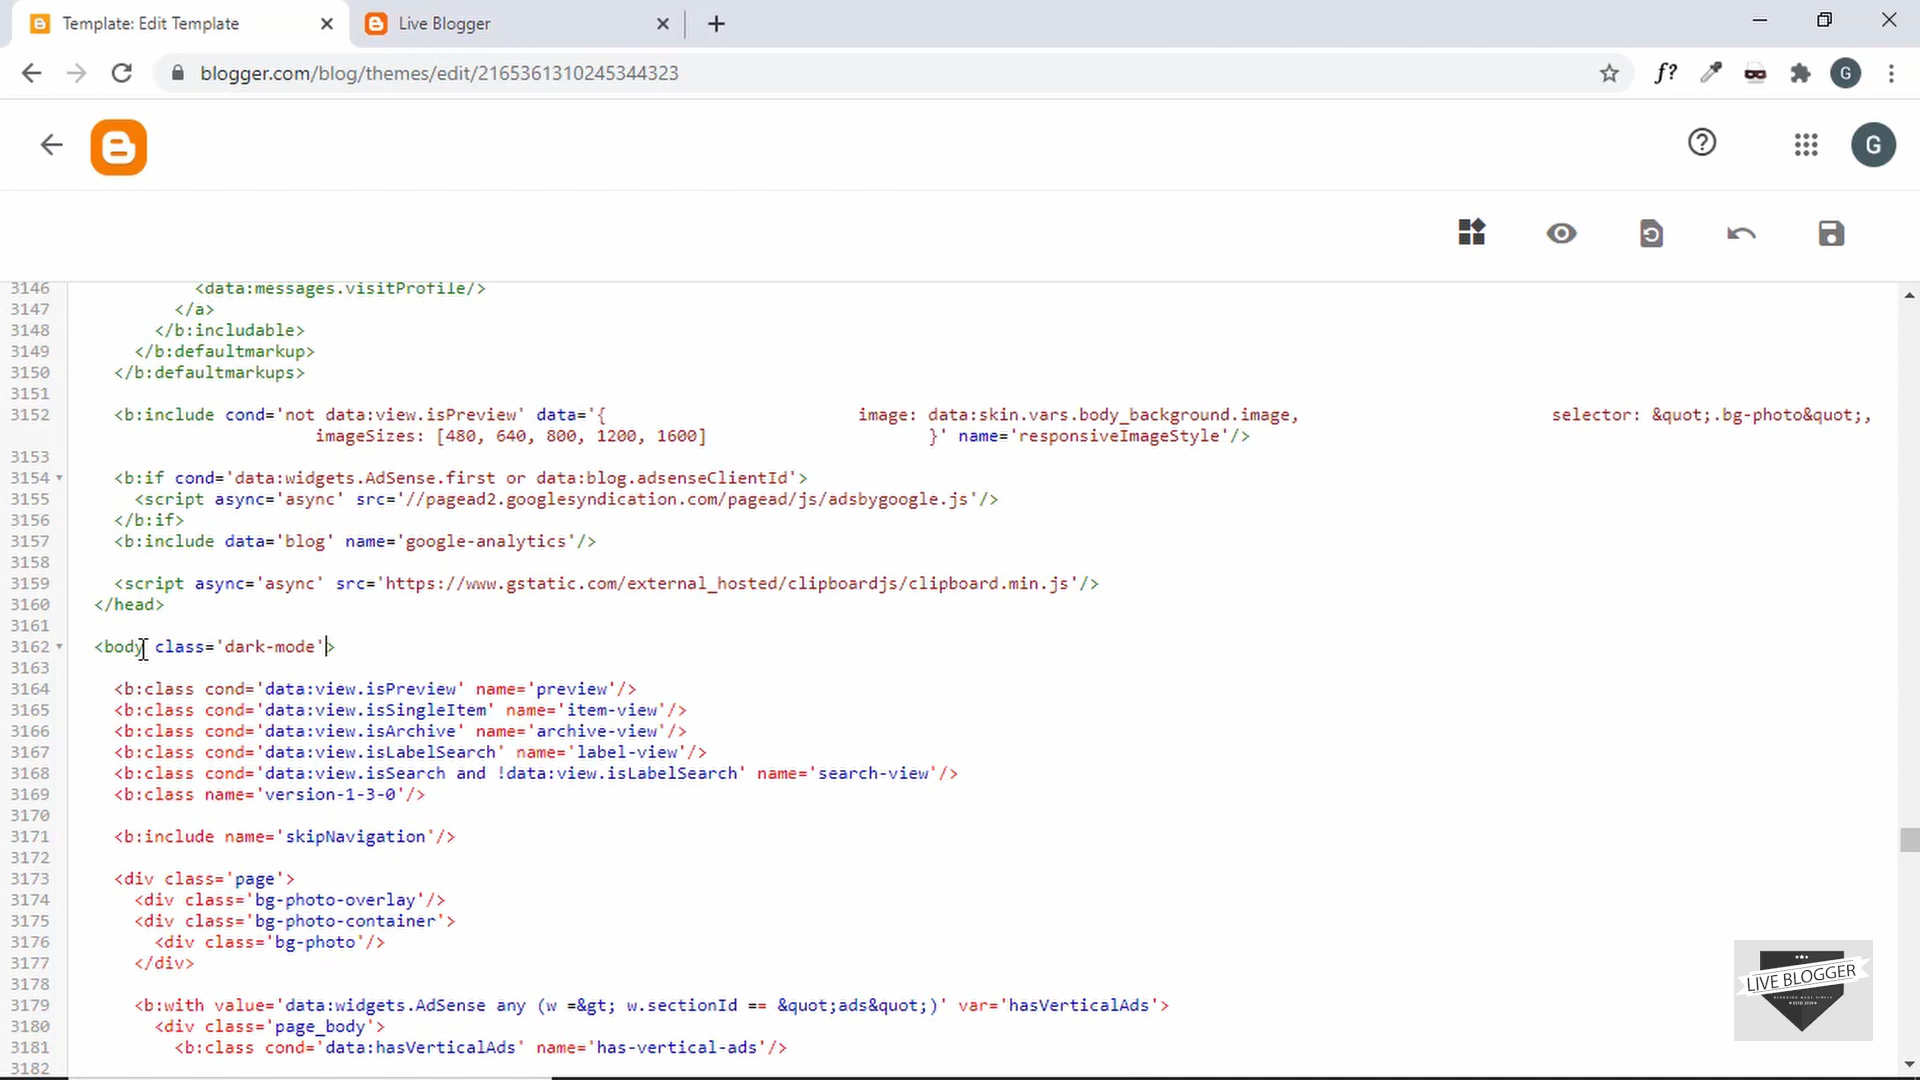 Template: Edit Template
Live Blogger
blogger.com/blog/themes/edit/2165361310245344323
f?
G
G
3146 <data:messages.visitProfile/>
3147 </a>
3148 </b:includable>
3149 </b:defaultmarkup>
3150 </b:defaultmarkups>
3151
3152 <b:include cond='not data:view.isPreview' data='{ image: data:skin.vars.body_background.image, selector: &quot;.bg-photo&quot;,
imageSizes: [480, 640, 800, 1200, 1600] }' name='responsiveImageStyle'/>
3153
3154 <b:if cond='data:widgets.AdSense.first or data:blog.adsenseClientId'>
3155 <script async='async' src='//pagead2.googlesyndication.com/pagead/js/adsbygoogle.js'/>
3156 </b:if>
3157 <b:include data='blog' name='google-analytics'/>
3158
3159 <script async='async' src='https://www.gstatic.com/external_hosted/clipboardjs/clipboard.min.js'/>
3160 </head>
3161
3162 <body class='dark-mode'>
3163
3164 <b:class cond='data:view.isPreview' name='preview'/>
3165 <b:class cond='data:view.isSingleItem' name='item-view'/>
3166 <b:class cond='data:view.isArchive' name='archive-view'/>
3167 <b:class cond='data:view.isLabelSearch' name='label-view'/>
3168 <b:class cond='data:view.isSearch and !data:view.isLabelSearch' name='search-view'/>
3169 <b:class name='version-1-3-0'/>
3170
3171 <b:include name='skipNavigation'/>
3172
3173 <div class='page'>
3174 <div class='bg-photo-overlay'/>
3175 <div class='bg-photo-container'>
3176 <div class='bg-photo'/>
3177 </div>
3178
3179 <b:with value='data:widgets.AdSense any (w =&gt; w.sectionId == &quot;ads&quot;)' var='hasVerticalAds'>
3180 <div class='page_body'>
3181 <b:class cond='data:hasVerticalAds' name='has-vertical-ads'/>
3182
LIVE BLOGGER